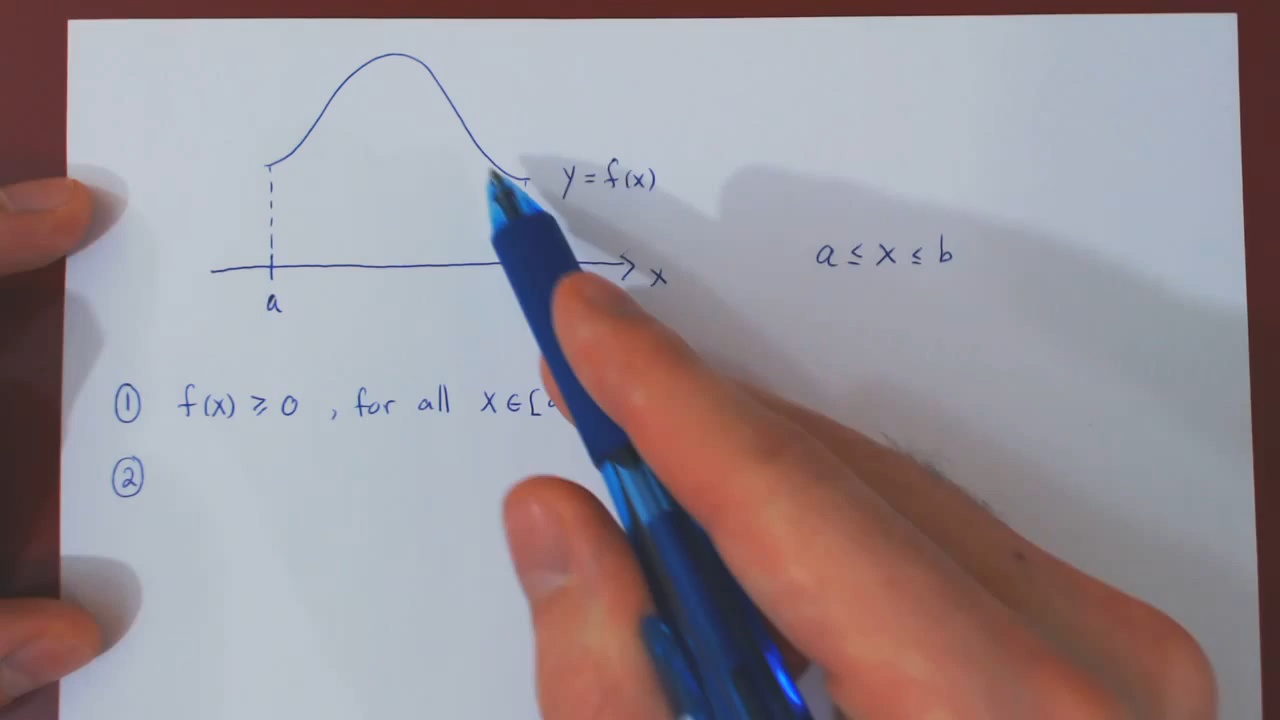 y = f(x)
a ≤ x ≤ b
x
a
① f(x) ≥ 0 , for all x ∈ [
②